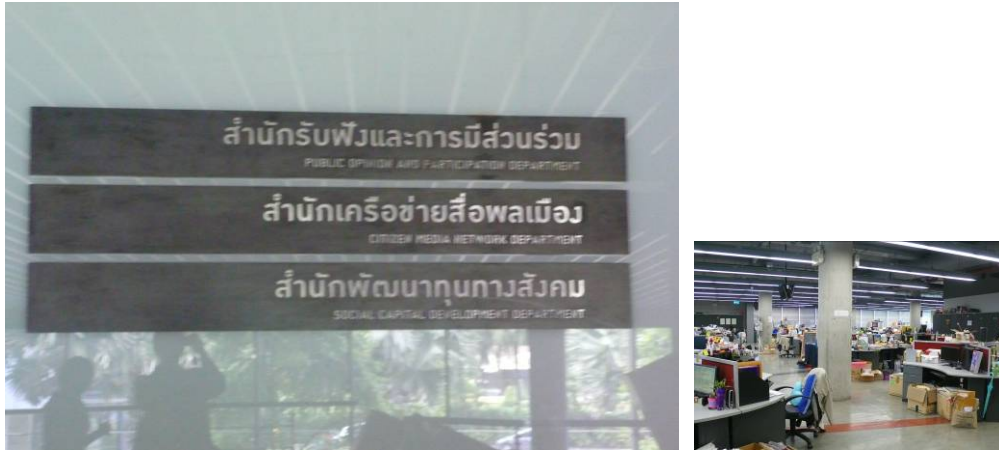 สำนักรับฟังและการมีส่วนร่วม
PUBLIC OPINION AND PARTICIPATION DEPARTMENT
สำนักเครือข่ายสื่อพลเมือง
CITIZEN MEDIA NETWORK DEPARTMENT
สำนักพัฒนาทุนทางสังคม
SOCIAL CAPITAL DEVELOPMENT DEPARTMENT